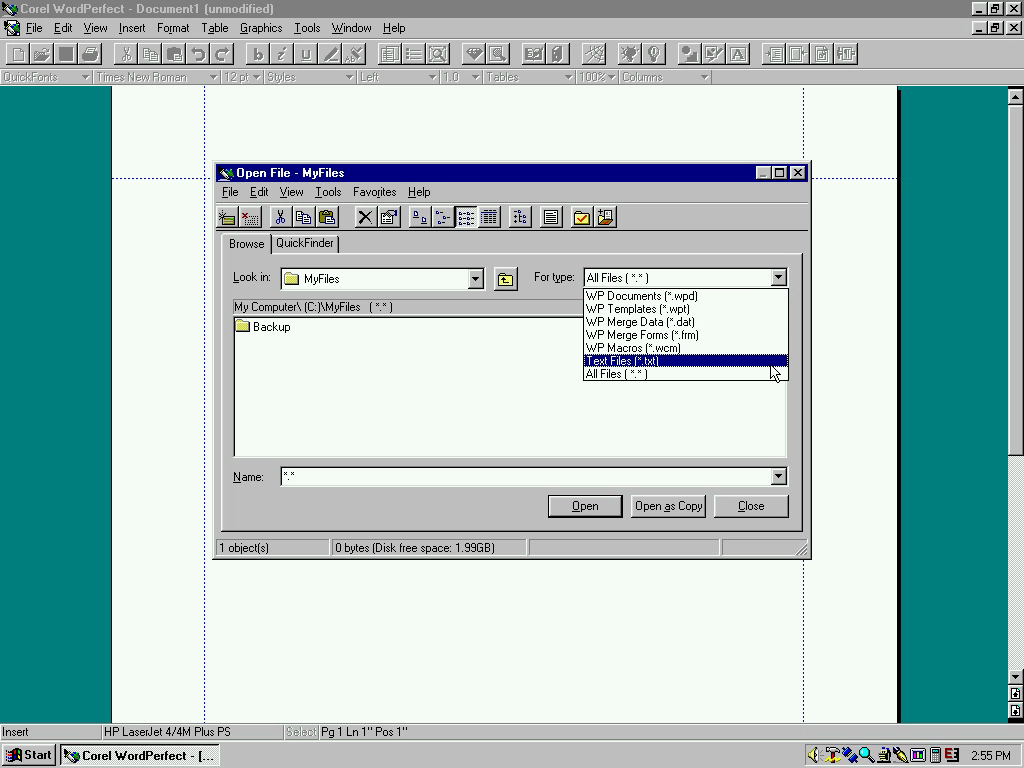 Corel WordPerfect - Document1 (unmodified)
File Edit View Insert Format Table Graphics Tools Window Help
QuickFonts Times New Roman 12 pt Styles Left 1.0 Tables 100% Columns
Open File - MyFiles
File Edit View Tools Favorites Help
Browse QuickFinder
Look in: MyFiles For type: All Files ( *.* )
WP Documents (*.wpd)
My Computer\ (C:)\MyFiles ( *.* ) WP Templates (*.wpt)
Backup WP Merge Data (*.dat)
WP Merge Forms (*.frm)
WP Macros (*.wcm)
Text Files (*.txt)
All Files ( *.* )
Name: *.*
Open Open as Copy Close
1 object(s) 0 bytes (Disk free space: 1.99GB)
Insert HP LaserJet 4/4M Plus PS Select Pg 1 Ln 1" Pos 1"
Start Corel WordPerfect - [... 2:55 PM